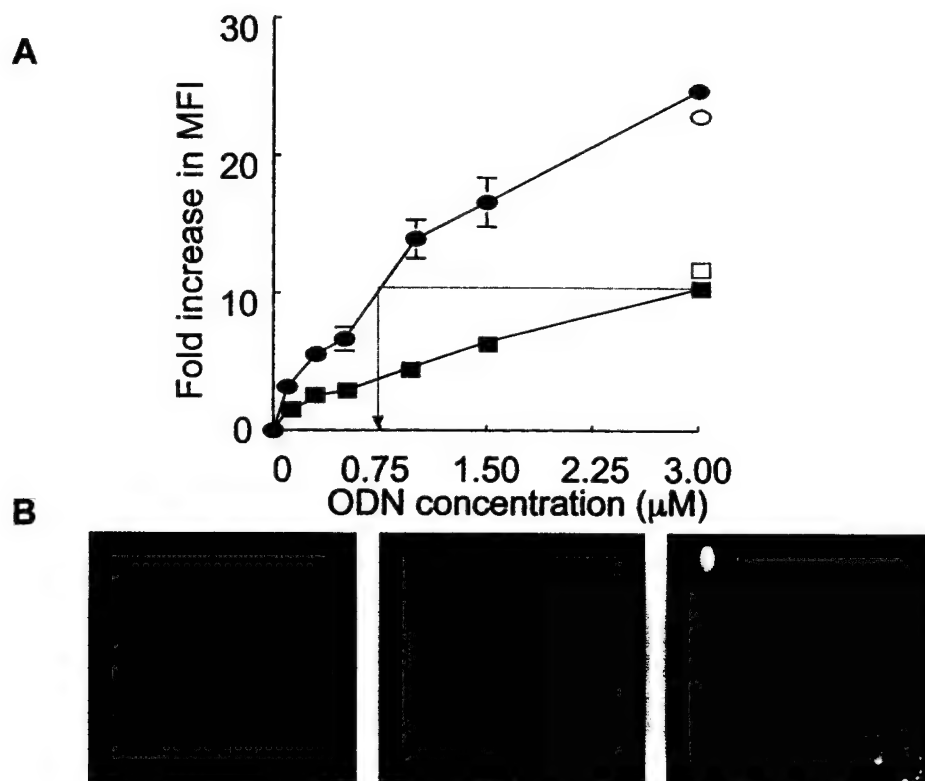 A
30
20
10
0
Fold increase in MFI
0 0.75 1.50 2.25 3.00
ODN concentration (μM)
B